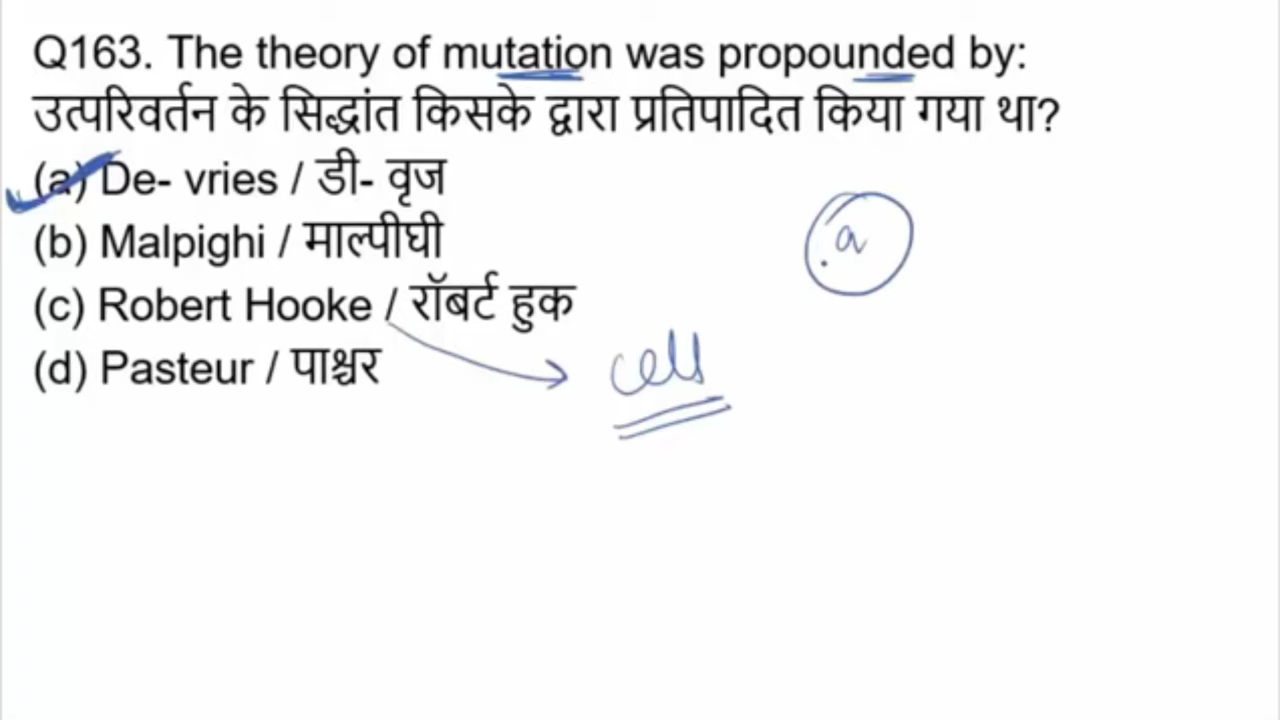 Q163. The theory of mutation was propounded by:
उत्परिवर्तन के सिद्धांत किसके द्वारा प्रतिपादित किया गया था?
(a) De- vries / डी- वृज
(b) Malpighi / माल्पीघी
(c) Robert Hooke / रॉबर्ट हुक
(d) Pasteur / पाश्चर
a
cell